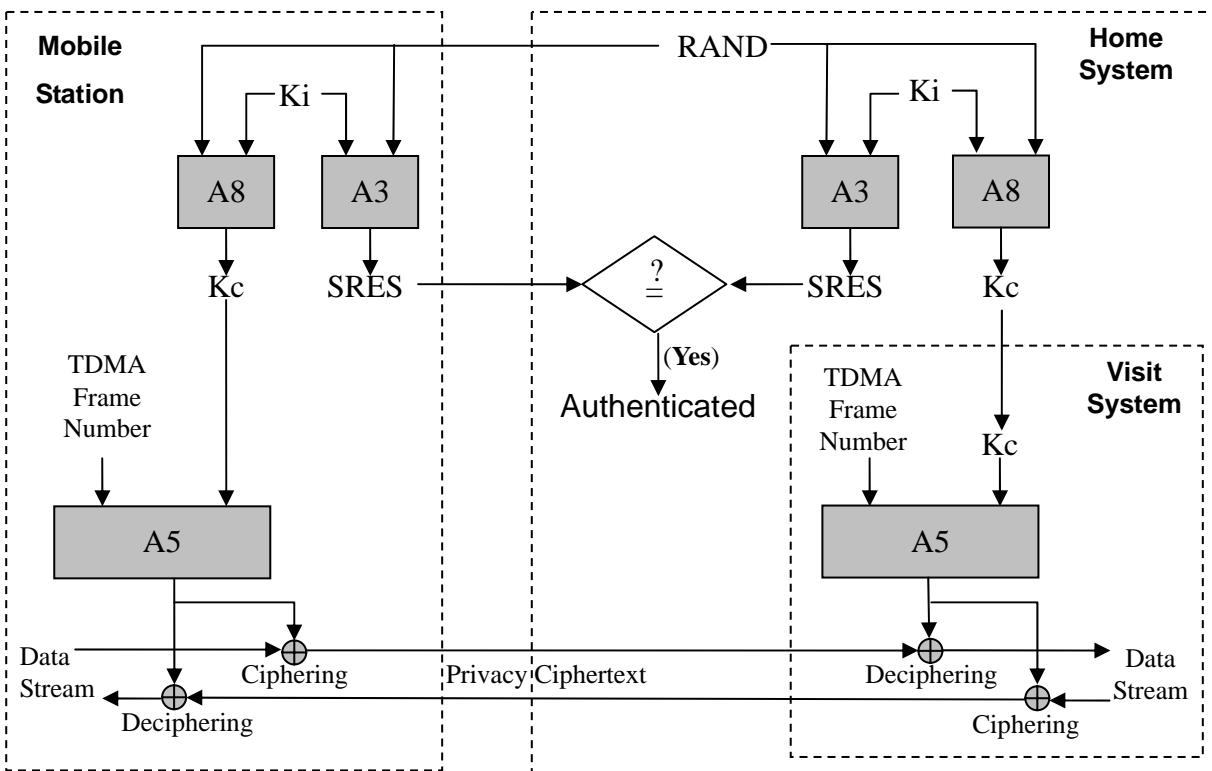 Mobile
Station
RAND
Home
System
Ki
Ki
A8
A3
A3
A8
Kc
SRES
?
=
SRES
Kc
(Yes)
Authenticated
TDMA
Frame
Number
TDMA
Frame
Number
Visit
System
Kc
A5
A5
Data
Stream
Ciphering
Privacy Ciphertext
Deciphering
Data
Stream
Deciphering
Ciphering